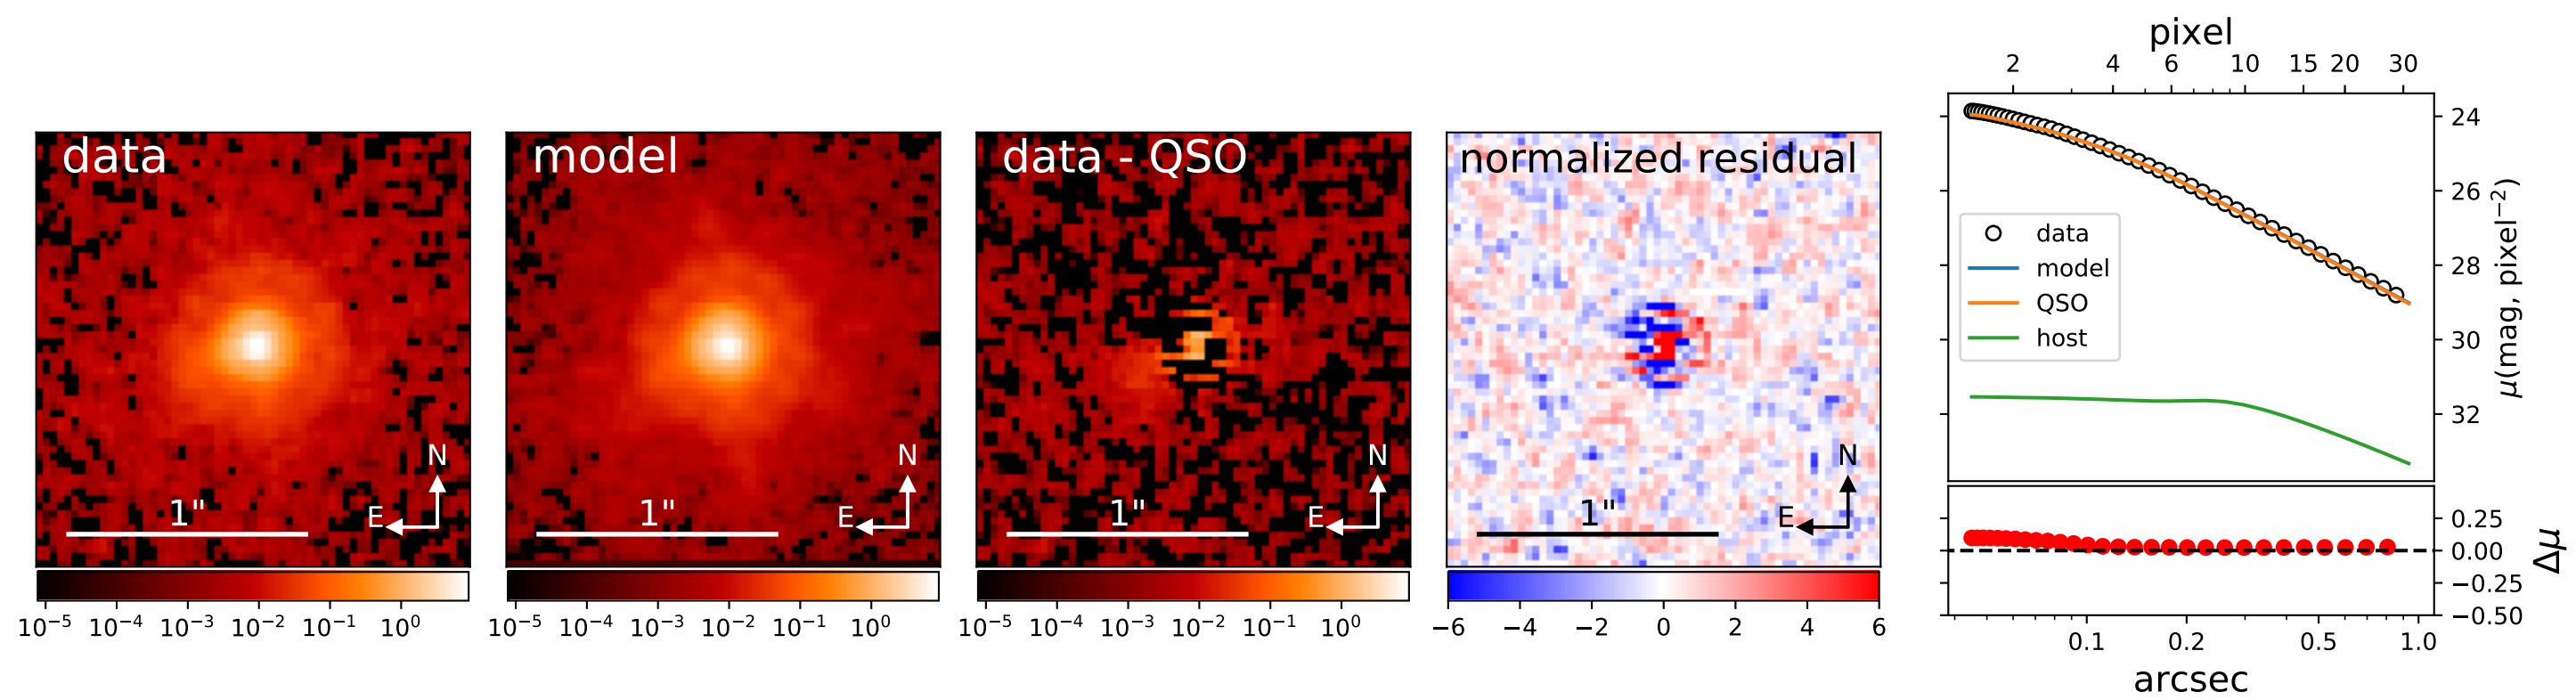 data
N
E
1"
10⁻⁵ 10⁻⁴ 10⁻³ 10⁻² 10⁻¹ 10⁰
model
N
E
1"
10⁻⁵ 10⁻⁴ 10⁻³ 10⁻² 10⁻¹ 10⁰
data - QSO
N
E
1"
10⁻⁵ 10⁻⁴ 10⁻³ 10⁻² 10⁻¹ 10⁰
normalized residual
N
E
1"
−6 −4 −2 0 2 4 6
pixel
2 4 6 10 15 20 30
24
26
28
30
32
μ(mag, pixel⁻²)
data
model
QSO
host
0.25
0.00
−0.25
−0.50
Δμ
0.1 0.2 0.5 1.0
arcsec